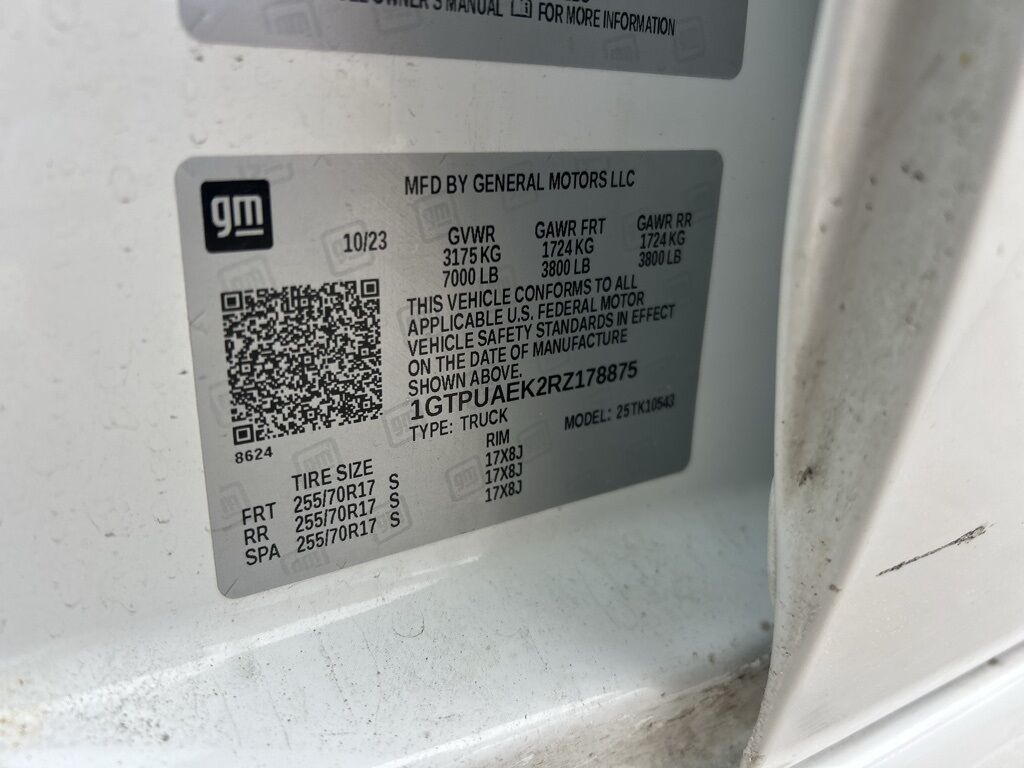 OWNER'S MANUAL FOR MORE INFORMATION
gm
MFD BY GENERAL MOTORS LLC
10/23
GVWR GAWR FRT GAWR RR
3175 KG 1724 KG 1724 KG
7000 LB 3800 LB 3800 LB
THIS VEHICLE CONFORMS TO ALL
APPLICABLE U.S. FEDERAL MOTOR
VEHICLE SAFETY STANDARDS IN EFFECT
ON THE DATE OF MANUFACTURE
SHOWN ABOVE.
1GTPUAEK2RZ178875
TYPE: TRUCK MODEL: 25TK10543
8624
TIRE SIZE RIM
FRT 255/70R17 S 17X8J
RR 255/70R17 S 17X8J
SPA 255/70R17 S 17X8J